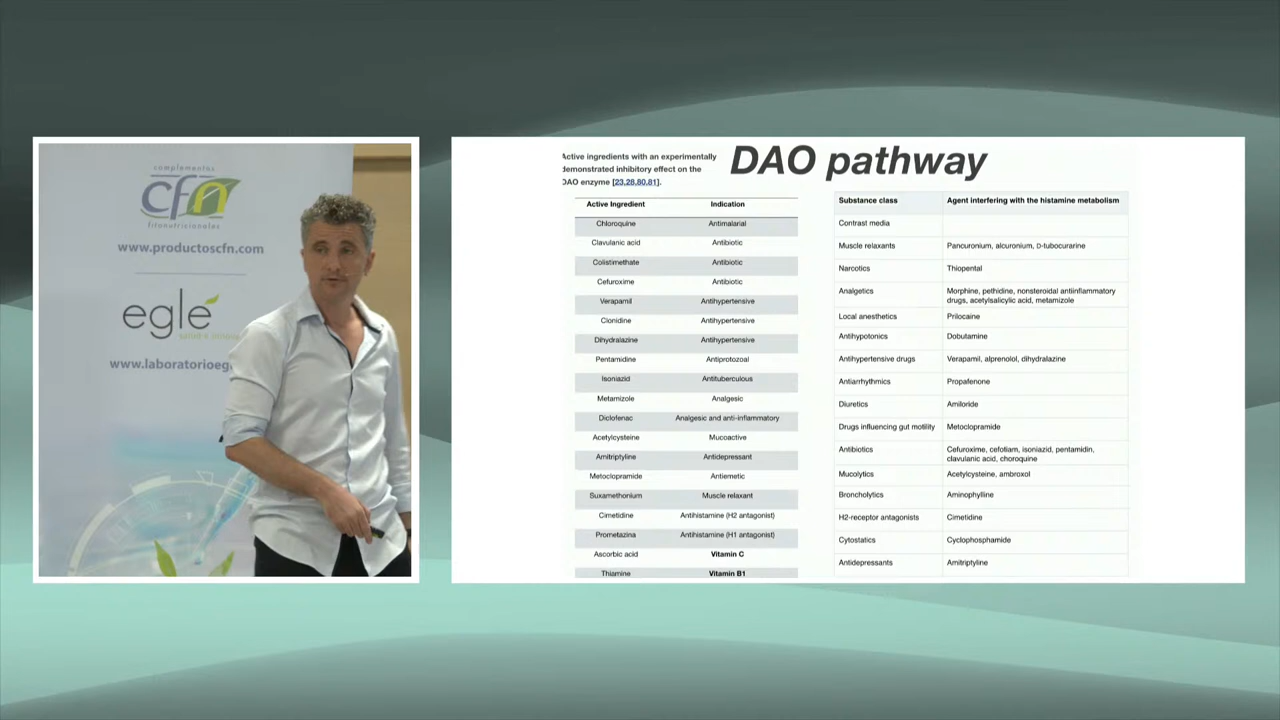 complementos
cfn
fitonutricionales
www.productoscfn.com
eglé
www.laboratorioeg
DAO pathway
Active ingredients with an experimentally
demonstrated inhibitory effect on the
DAO enzyme [23,28,80,81].
Active Ingredient Indication
Chloroquine Antimalarial
Clavulanic acid Antibiotic
Colistimethate Antibiotic
Cefuroxime Antibiotic
Verapamil Antihypertensive
Clonidine Antihypertensive
Dihydralazine Antihypertensive
Pentamidine Antiprotozoal
Isoniazid Antituberculous
Metamizole Analgesic
Diclofenac Analgesic and anti-inflammatory
Acetylcysteine Mucoactive
Amitriptyline Antidepressant
Metoclopramide Antiemetic
Suxamethonium Muscle relaxant
Cimetidine Antihistamine (H2 antagonist)
Prometazina Antihistamine (H1 antagonist)
Ascorbic acid Vitamin C
Thiamine Vitamin B1
Substance class Agent interfering with the histamine metabolism
Contrast media
Muscle relaxants Pancuronium, alcuronium, D-tubocurarine
Narcotics Thiopental
Analgetics Morphine, pethidine, nonsteroidal antiinflammatory
drugs, acetylsalicylic acid, metamizole
Local anesthetics Prilocaine
Antihypotonics Dobutamine
Antihypertensive drugs Verapamil, alprenolol, dihydralazine
Antiarrhythmics Propafenone
Diuretics Amiloride
Drugs influencing gut motility Metoclopramide
Antibiotics Cefuroxime, cefotiam, isoniazid, pentamidin,
clavulanic acid, choroquine
Mucolytics Acetylcysteine, ambroxol
Broncholytics Aminophylline
H2-receptor antagonists Cimetidine
Cytostatics Cyclophosphamide
Antidepressants Amitriptyline